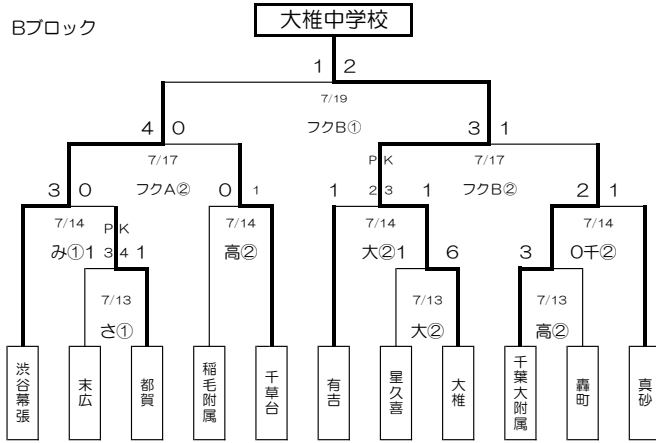 Bブロック
大椎中学校
1 2
7/19
フクB①
4 0
3 1
7/17
P K
7/17
3 0
フクA②
0 1
1
2 3
1
フクB②
2 1
7/14
P K
7/14
7/14
7/14
み①1
3 4
1
高②
大②1
6
3
0千②
7/13
7/13
7/13
さ①
大②
高②
渋谷幕張
末広
都賀
稲毛附属
千草台
有吉
星久喜
大椎
千葉大附属
轟町
真砂